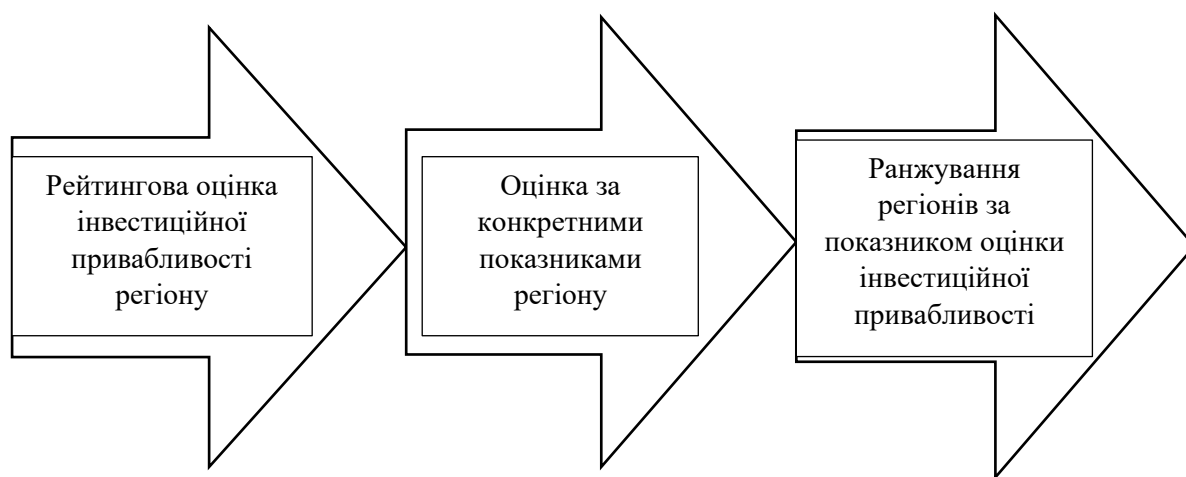 Рейтингова оцінка
інвестиційної
привабливості
регіону
Оцінка за
конкретними
показниками
регіону
Ранжування
регіонів за
показником оцінки
інвестиційної
привабливості